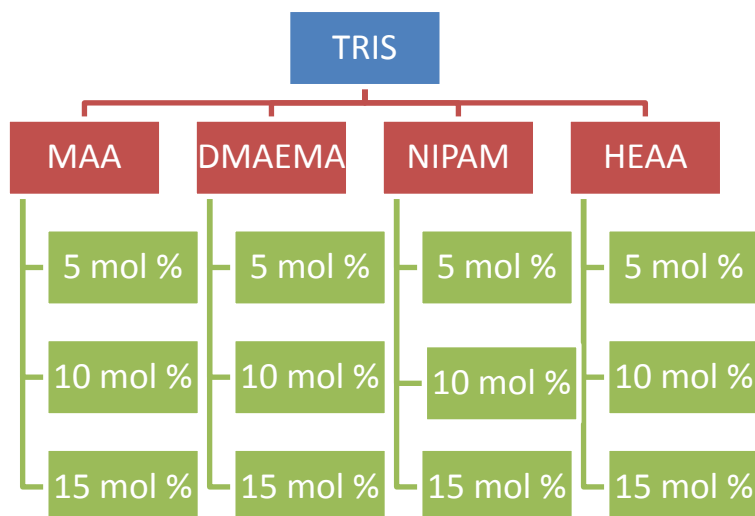 TRIS
MAA
DMAEMA
NIPAM
HEAA
5 mol %
5 mol %
5 mol %
5 mol %
10 mol %
10 mol %
10 mol %
10 mol %
15 mol %
15 mol %
15 mol %
15 mol %